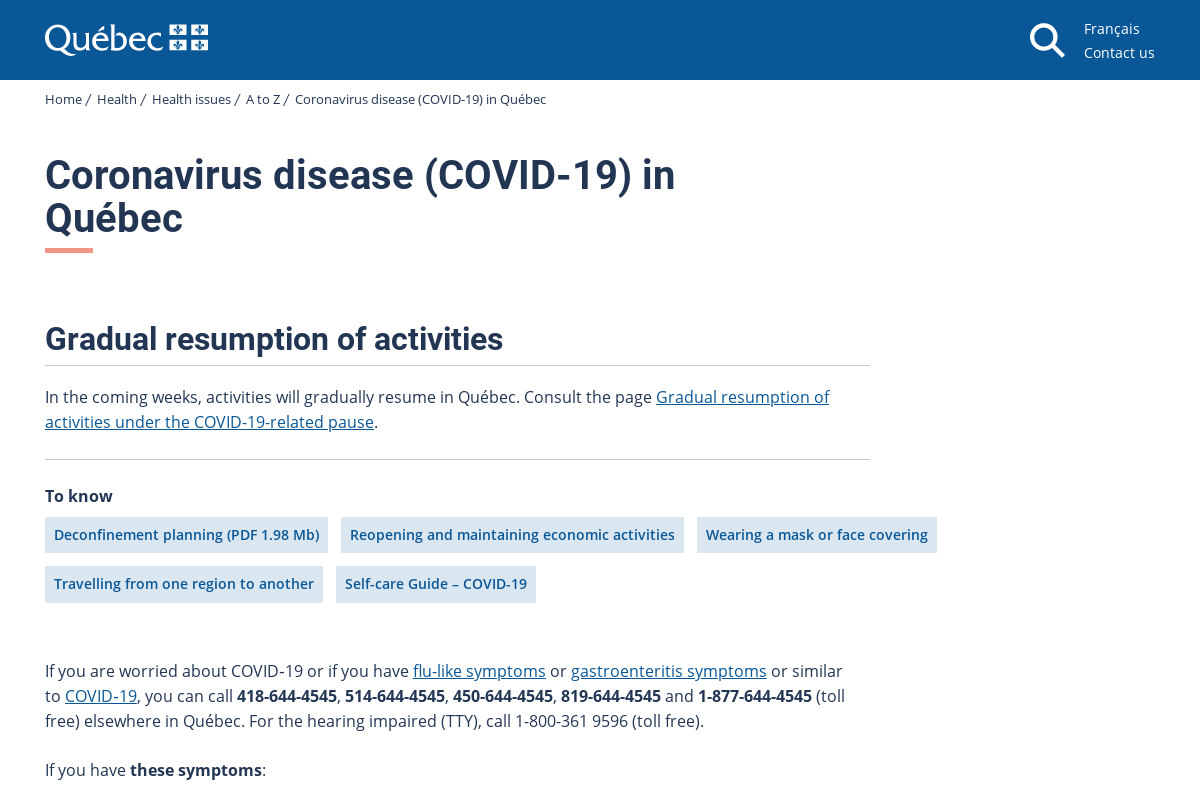 Québec
Français
Contact us
Home / Health / Health issues / A to Z / Coronavirus disease (COVID-19) in Québec
Coronavirus disease (COVID-19) in
Québec
Gradual resumption of activities
In the coming weeks, activities will gradually resume in Québec. Consult the page Gradual resumption of
activities under the COVID-19-related pause.
To know
Deconfinement planning (PDF 1.98 Mb)
Reopening and maintaining economic activities
Wearing a mask or face covering
Travelling from one region to another
Self-care Guide – COVID-19
If you are worried about COVID-19 or if you have flu-like symptoms or gastroenteritis symptoms or similar
to COVID-19, you can call 418-644-4545, 514-644-4545, 450-644-4545, 819-644-4545 and 1-877-644-4545 (toll
free) elsewhere in Québec. For the hearing impaired (TTY), call 1-800-361 9596 (toll free).
If you have these symptoms: